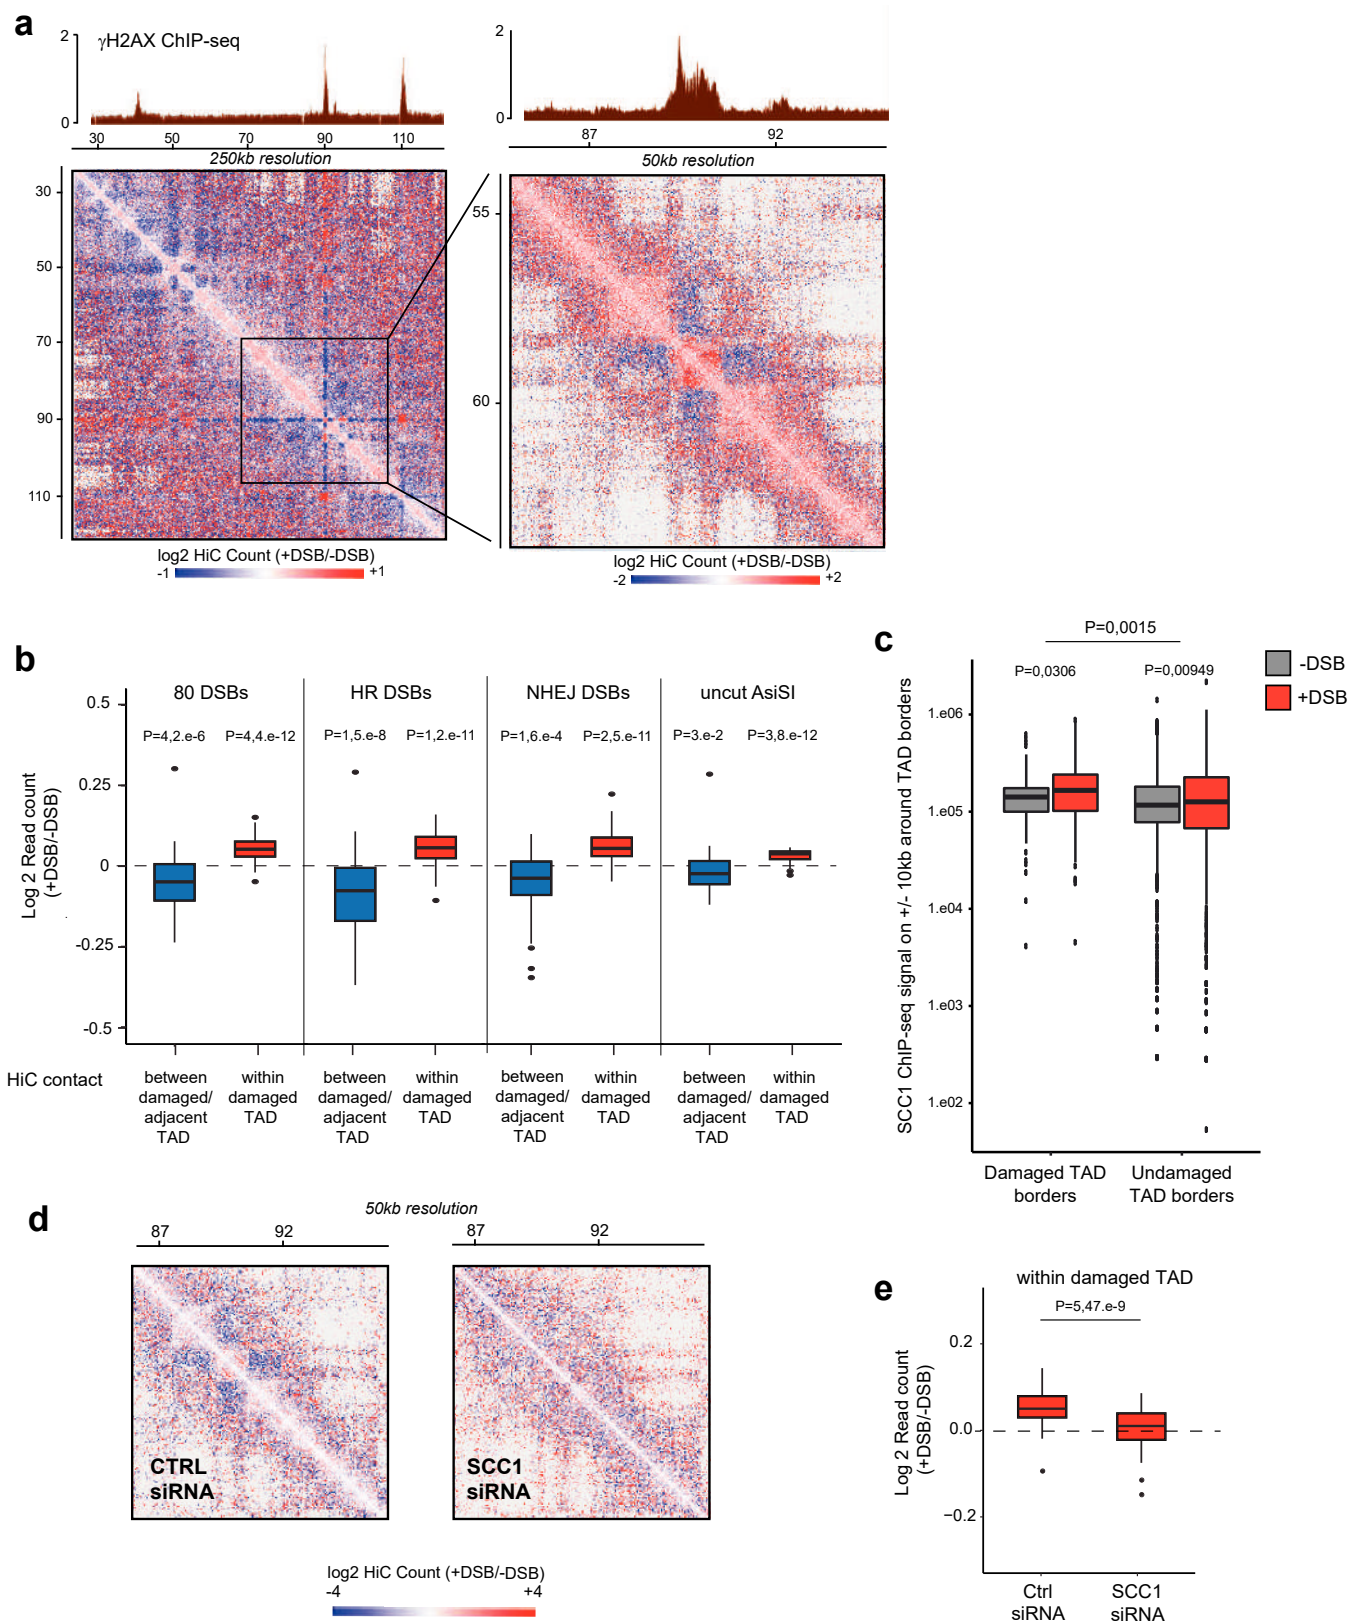 a
γH2AX ChIP-seq
2
0
30 50 70 90 110
250kb resolution
30
50
70
90
110
log2 HiC Count (+DSB/-DSB)
-1 +1
2
0
87 92
50kb resolution
55
60
log2 HiC Count (+DSB/-DSB)
-2 +2
b
80 DSBs HR DSBs NHEJ DSBs uncut AsiSI
P=4,2.e-6 P=4,4.e-12 P=1,5.e-8 P=1,2.e-11 P=1,6.e-4 P=2,5.e-11 P=3.e-2 P=3,8.e-12
Log 2 Read count
(+DSB/-DSB)
0.5
0.25
0
-0.25
-0.5
HiC contact
between
damaged/
adjacent
TAD
within
damaged
TAD
between
damaged/
adjacent
TAD
within
damaged
TAD
between
damaged/
adjacent
TAD
within
damaged
TAD
between
damaged/
adjacent
TAD
within
damaged
TAD
c
P=0,0015
P=0,0306 P=0,00949
-DSB
+DSB
SCC1 ChIP-seq signal on +/- 10kb around TAD borders
1.e06
1.e05
1.e04
1.e03
1.e02
Damaged TAD
borders
Undamaged
TAD borders
d
50kb resolution
87 92
87 92
CTRL
siRNA
SCC1
siRNA
log2 HiC Count (+DSB/-DSB)
-4 +4
e
within damaged TAD
P=5,47.e-9
Log 2 Read count
(+DSB/-DSB)
0.2
0.0
−0.2
Ctrl
siRNA
SCC1
siRNA